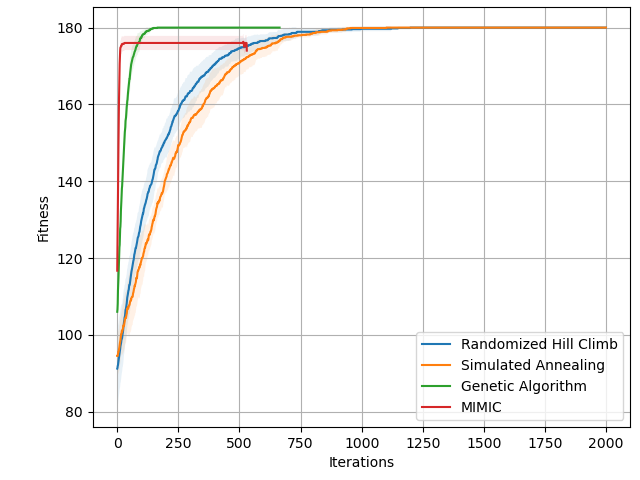 180
160
140
120
100
80
Fitness
0 250 500 750 1000 1250 1500 1750 2000
Iterations
Randomized Hill Climb
Simulated Annealing
Genetic Algorithm
MIMIC